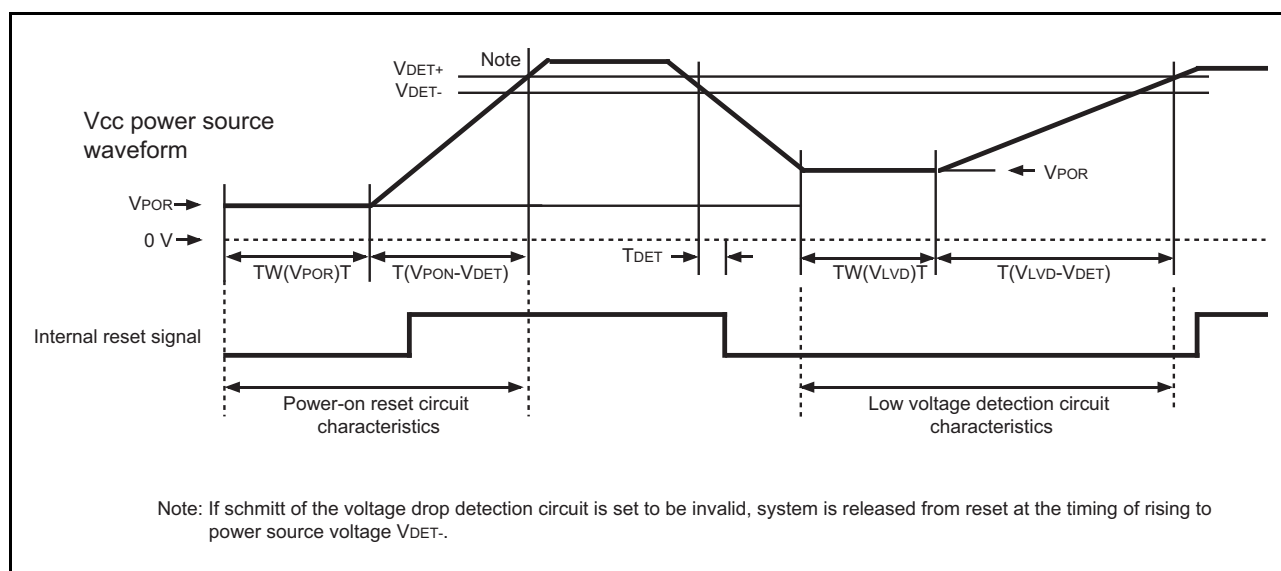 Note
VDET+
VDET-
Vcc power source
waveform
VPOR
VPOR
0 V
TDET
TW(VPOR)T
T(VPON-VDET)
TW(VLVD)T
T(VLVD-VDET)
Internal reset signal
Power-on reset circuit
characteristics
Low voltage detection circuit
characteristics
Note: If schmitt of the voltage drop detection circuit is set to be invalid, system is released from reset at the timing of rising to
power source voltage VDET-.